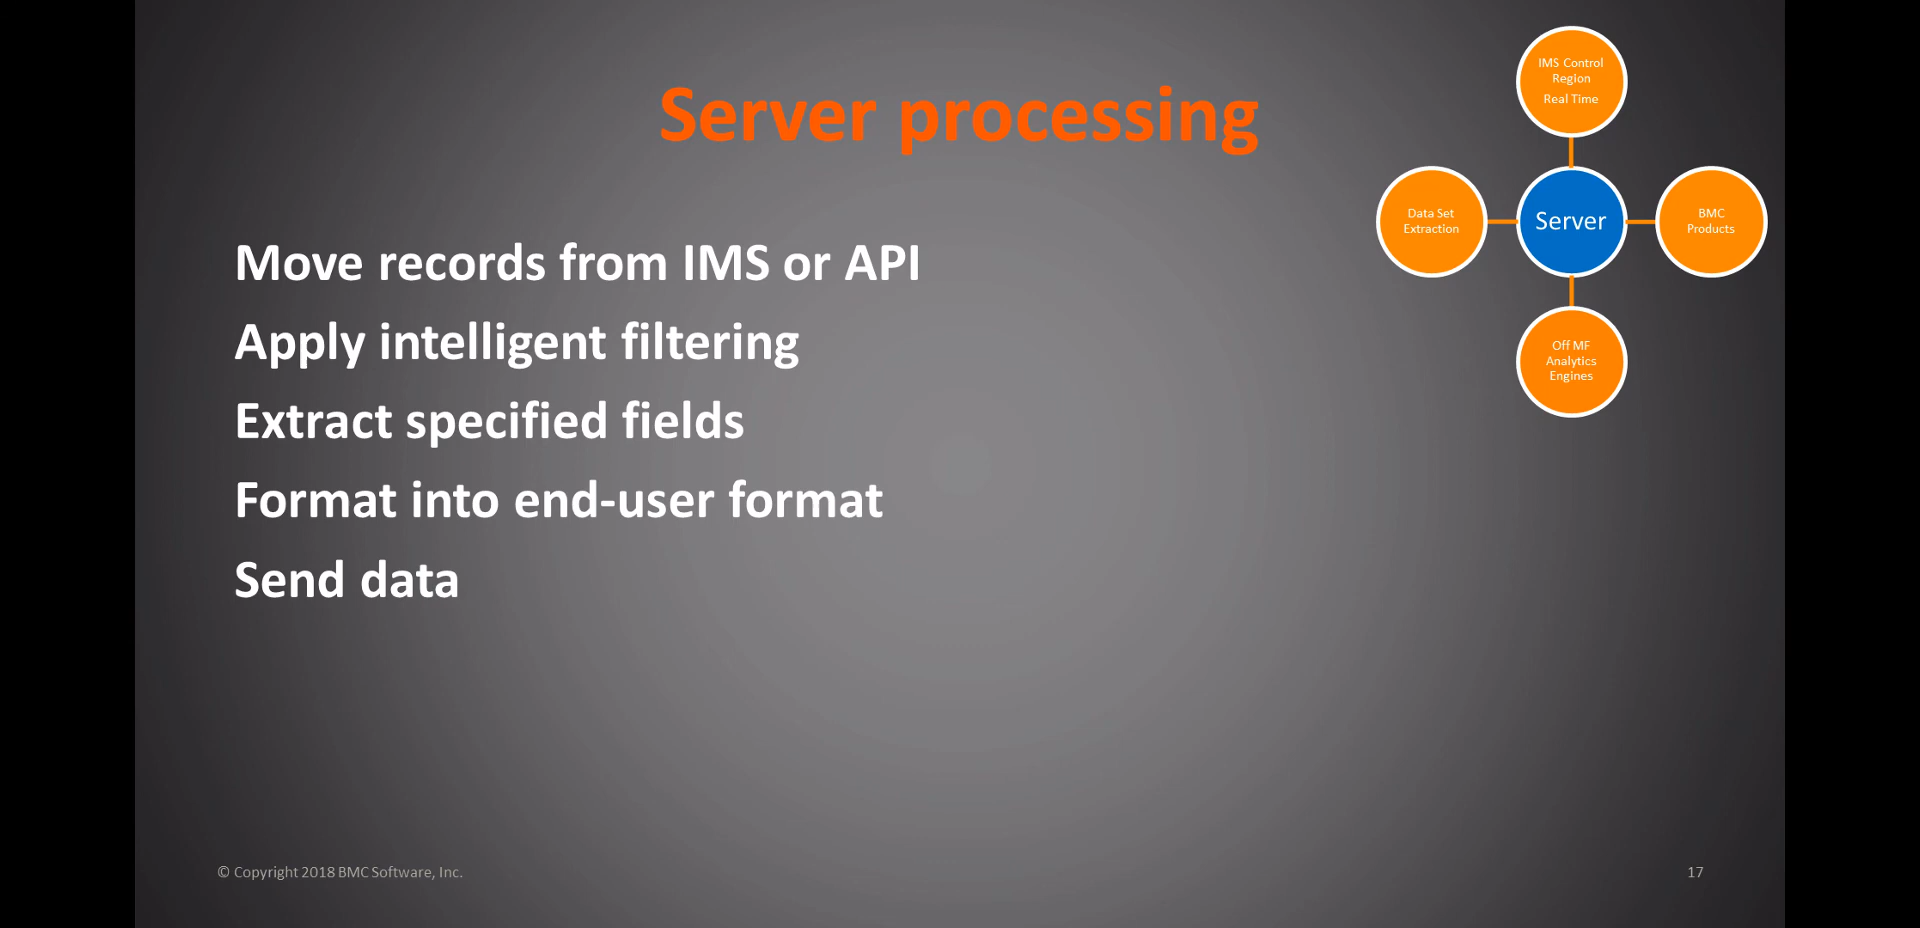 Server processing
Move records from IMS or API
Apply intelligent filtering
Extract specified fields
Format into end-user format
Send data
IMS Control
Region
Real Time
Data Set
Extraction
Server
BMC
Products
Off MF
Analytics
Engines
© Copyright 2018 BMC Software, Inc.
17